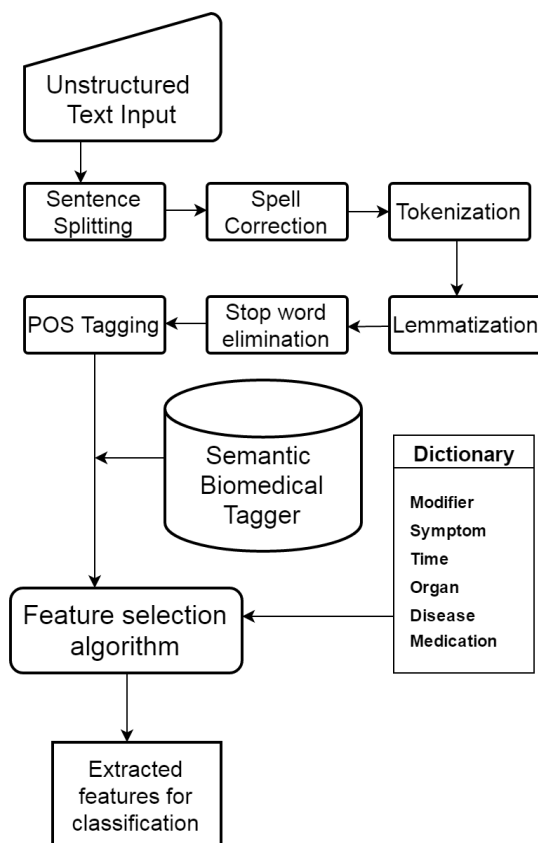 Unstructured
Text Input
Sentence
Splitting
Spell
Correction
Tokenization
Lemmatization
Stop word
elimination
POS Tagging
Semantic
Biomedical
Tagger
Dictionary
Modifier
Symptom
Time
Organ
Disease
Medication
Feature selection
algorithm
Extracted
features for
classification